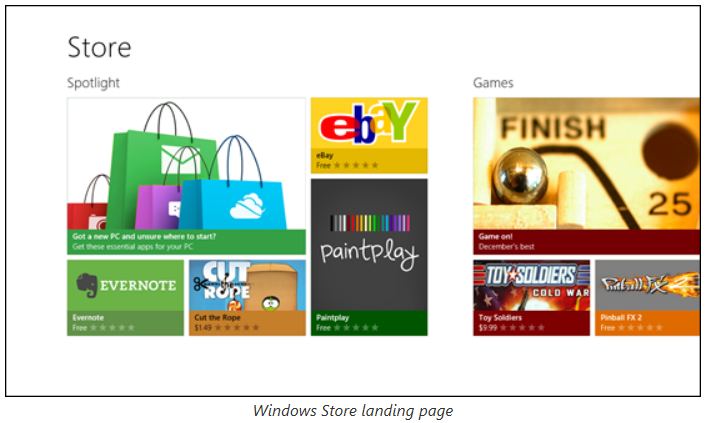 Store
Spotlight
Got a new PC and unsure where to start?
Get these essential apps for your PC
EVERNOTE
Evernote
Free
CUT the ROPE
Cut the Rope
$1.49
ebaY
eBay
Free
paintplay
Paintplay
Free
Games
FINISH
25
Game on!
December's best
TOY SOLDIERS
COLD WAR
Toy Soldiers
$9.99
Pinball FX2
Pinball FX 2
Free
Windows Store landing page